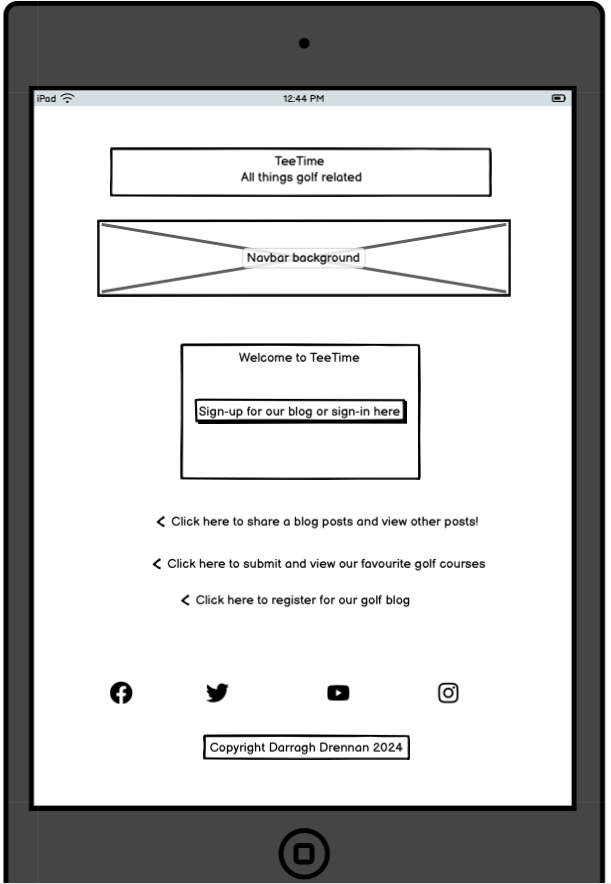 iPad 12:44 PM
TeeTime
All things golf related
Navbar background
Welcome to TeeTime
Sign-up for our blog or sign-in here
Click here to share a blog posts and view other posts!
Click here to submit and view our favourite golf courses
Click here to register for our golf blog
Copyright Darragh Drennan 2024